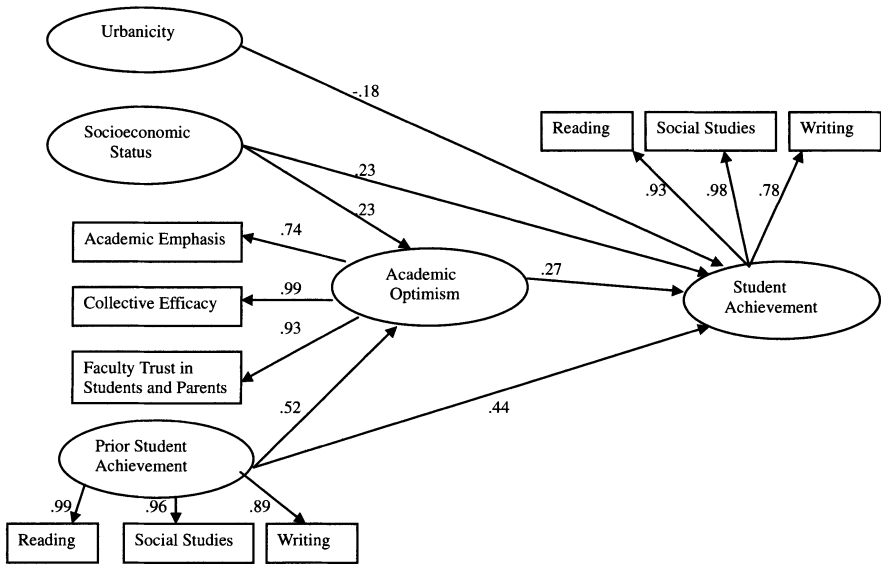 Urbanicity
-.18
Reading
Social Studies
Writing
Socioeconomic
Status
.23
.93
.98
.78
.23
Academic Emphasis
.74
Academic
Optimism
.27
Student
Achievement
Collective Efficacy
.99
.93
Faculty Trust in
Students and Parents
.52
.44
Prior Student
Achievement
.99
.96
.89
Reading
Social Studies
Writing